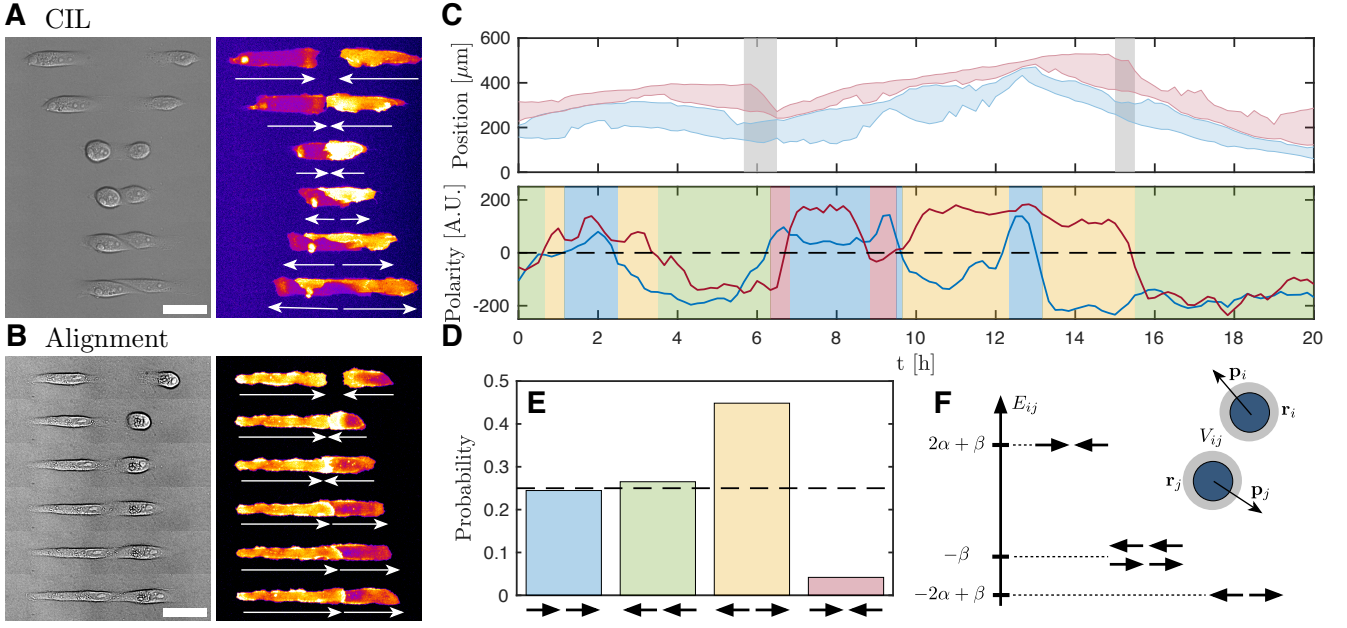 A CIL
B Alignment
C
Position [μm]
600
400
200
0
D
Polarity [A.U.]
200
0
-200
0 2 4 6 8 10 12 14 16 18 20
t [h]
E
Probability
0.5
0.4
0.3
0.2
0.1
0
F
E_ij
2α + β
−β
−2α + β
p_i
r_i
V_ij
r_j
p_j